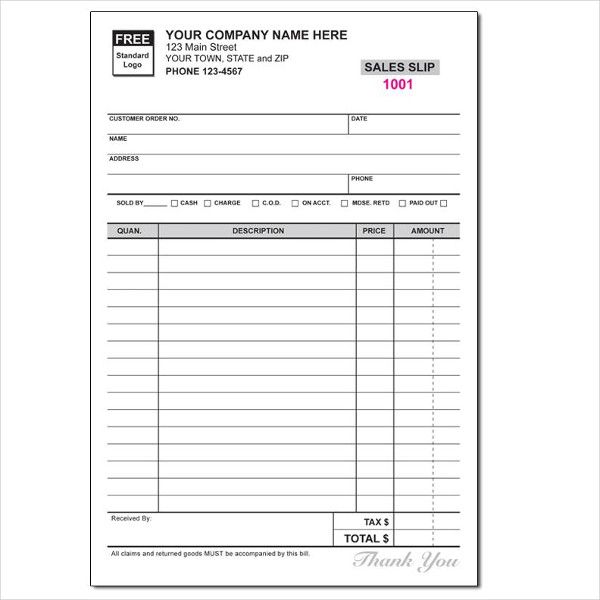 FREE
Standard
Logo
YOUR COMPANY NAME HERE
123 Main Street
YOUR TOWN, STATE and ZIP
PHONE 123-4567
SALES SLIP
1001
CUSTOMER ORDER NO. DATE
NAME
ADDRESS
PHONE
SOLD BY______ CASH CHARGE C.O.D. ON ACCT. MDSE. RETD PAID OUT
QUAN. DESCRIPTION PRICE AMOUNT
Received By: TAX $
TOTAL $
All claims and returned goods MUST be accompanied by this bill.
Thank You